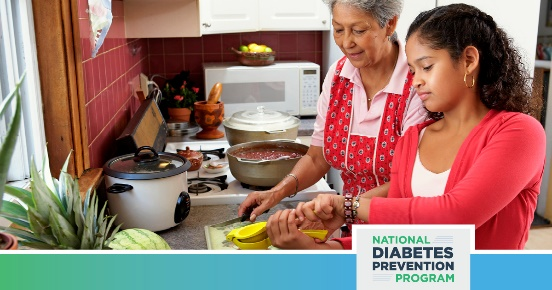 NATIONAL
DIABETES
PREVENTION
PROGRAM